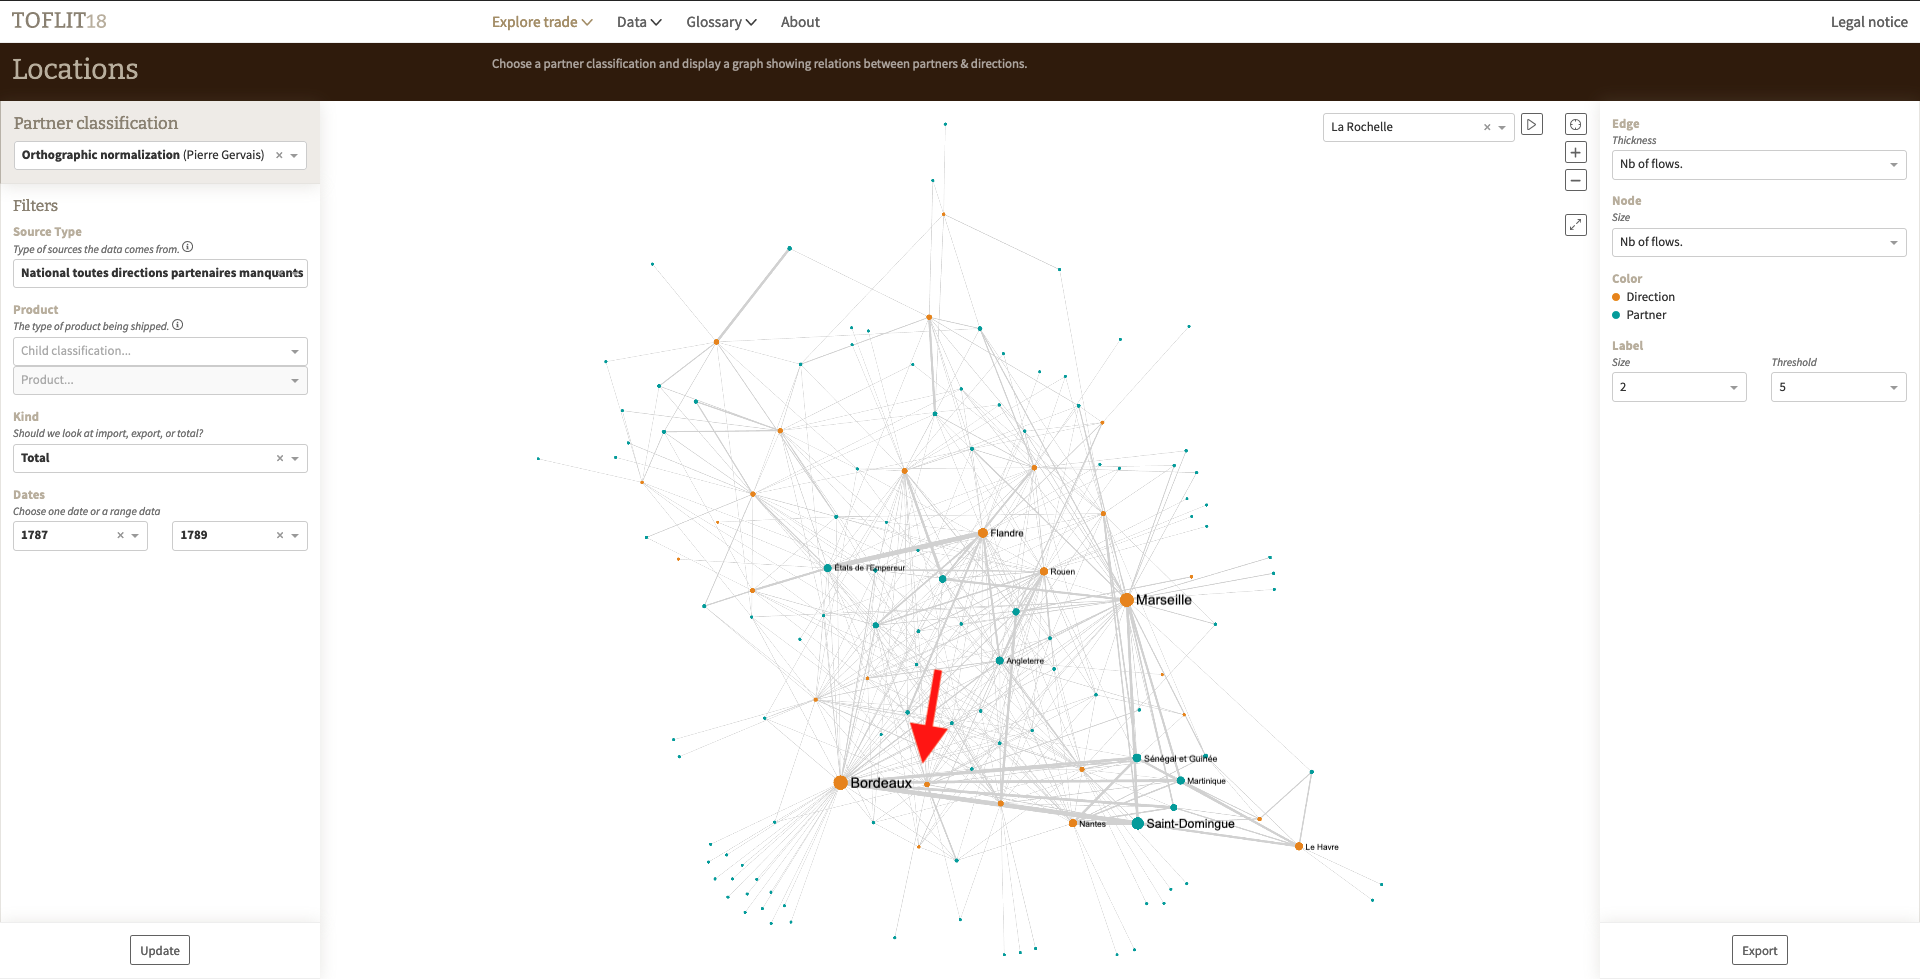 TOFLIT18
Explore trade
Data
Glossary
About
Legal notice
Locations
Choose a partner classification and display a graph showing relations between partners & directions.
Partner classification
Orthographic normalization (Pierre Gervais)
Filters
Source Type
Type of sources the data comes from.
National toutes directions partenaires manquants
Product
The type of product being shipped.
Child classification...
Product...
Kind
Should we look at import, export, or total?
Total
Dates
Choose one date or a range data
1787
1789
Update
La Rochelle
Flandre
États de l'Empereur
Rouen
Marseille
Angleterre
Sénégal et Guinée
Bordeaux
Martinique
Nantes
Saint-Domingue
Le Havre
Edge
Thickness
Nb of flows.
Node
Size
Nb of flows.
Color
Direction
Partner
Label
Size
Threshold
2
5
Export